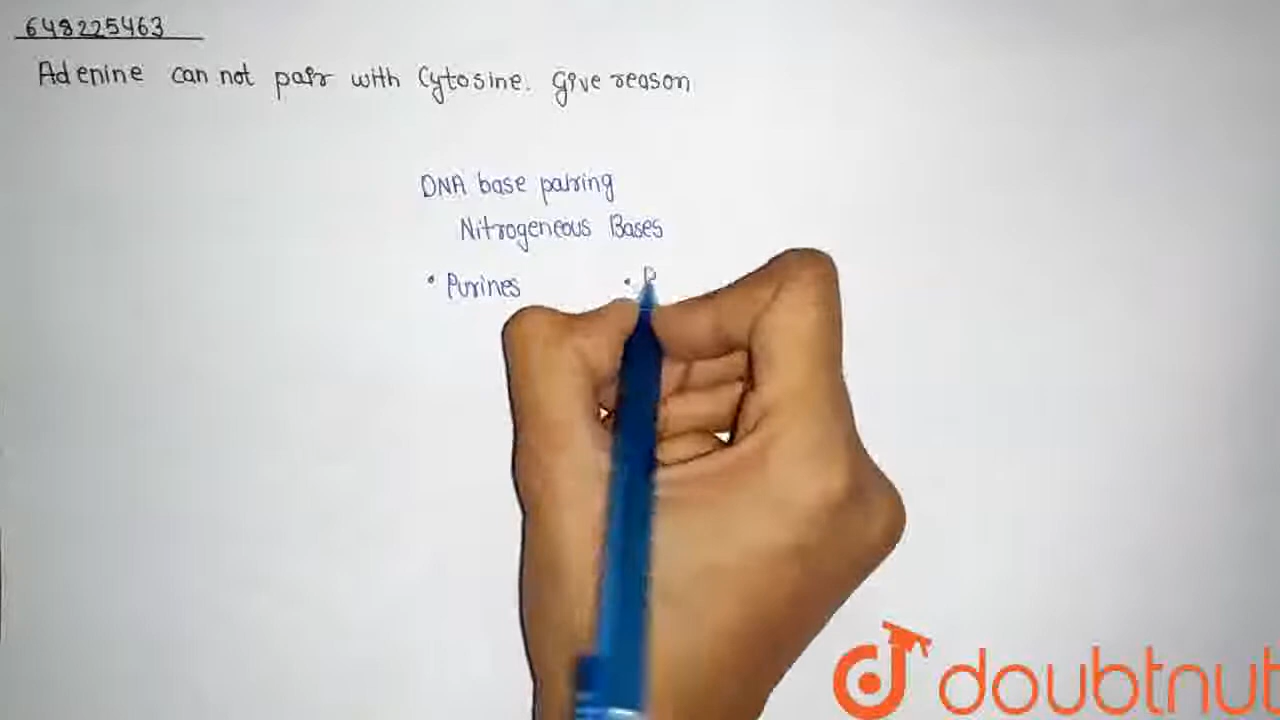 648225463
Adenine can not pair with Cytosine. Give reason
DNA base pairing
Nitrogeneous Bases
• Purines • P
doubtnut